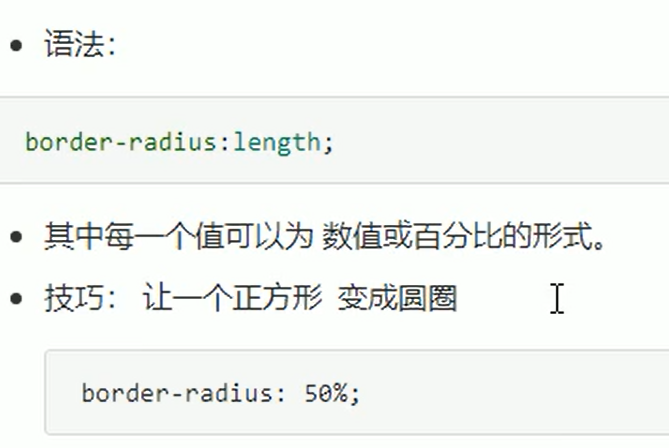 语法：
border-radius:length;
其中每一个值可以为 数值或百分比的形式。
技巧： 让一个正方形 变成圆圈
border-radius: 50%;